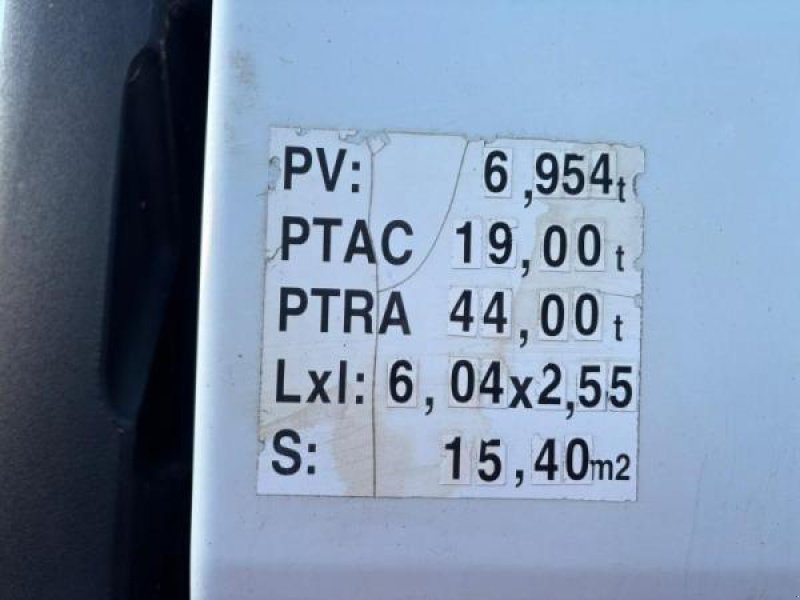 PV: 6,954t
PTAC 19,00t
PTRA 44,00t
Lxl: 6,04x2,55
S: 15,40m2